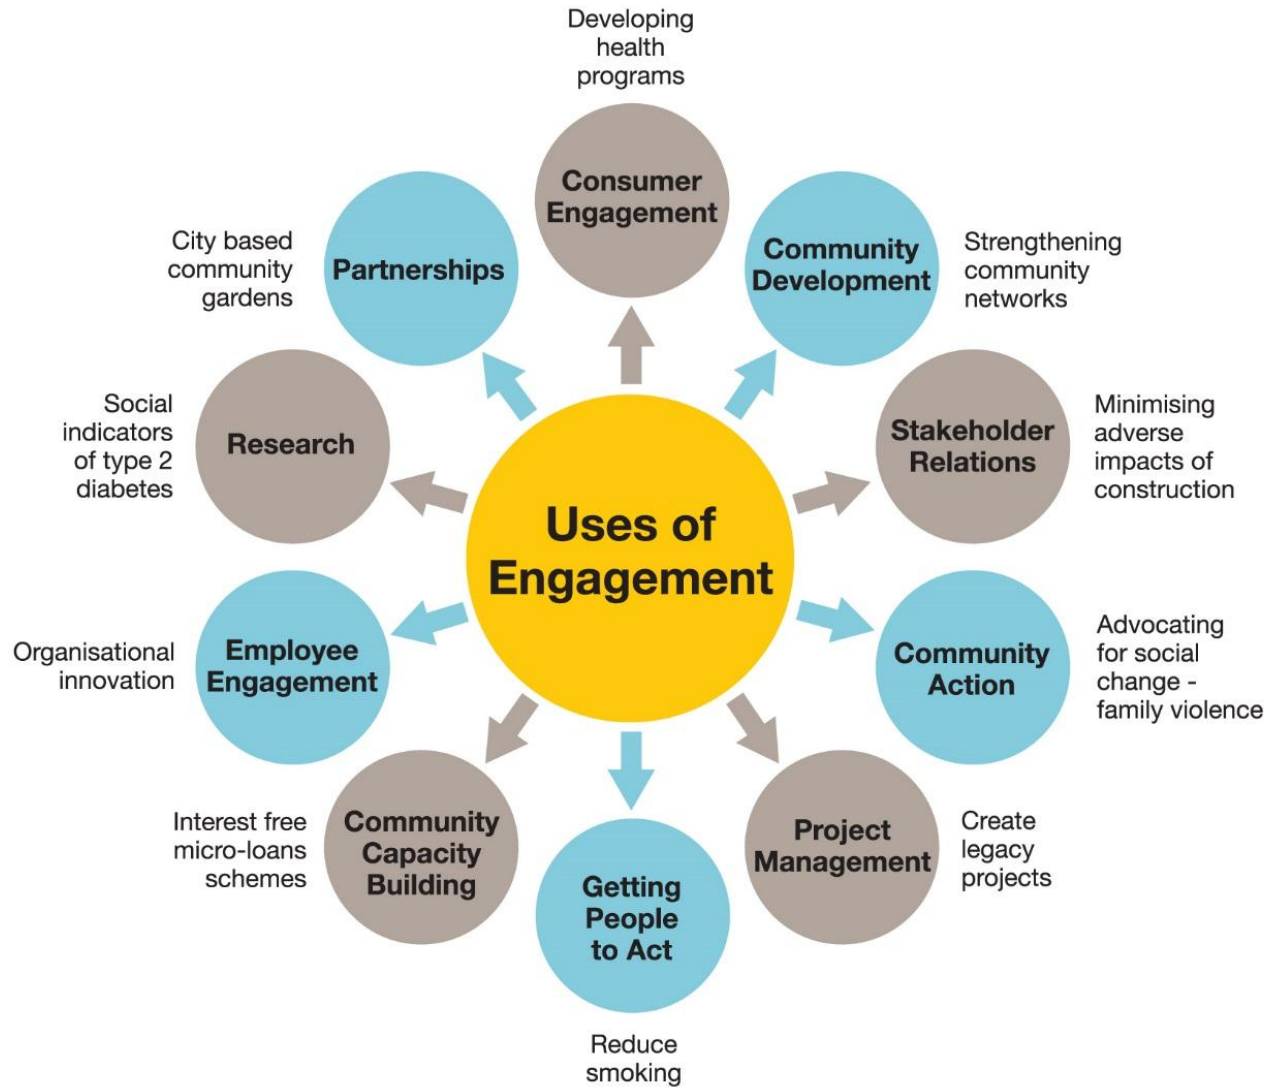 Developing
health
programs
Consumer
Engagement
Community
Development
Strengthening
community
networks
Stakeholder
Relations
Minimising
adverse
impacts of
construction
Community
Action
Advocating
for social
change -
family violence
Project
Management
Create
legacy
projects
Getting
People
to Act
Reduce
smoking
Community
Capacity
Building
Interest free
micro-loans
schemes
Employee
Engagement
Organisational
innovation
Research
Social
indicators
of type 2
diabetes
Partnerships
City based
community
gardens
Uses of
Engagement